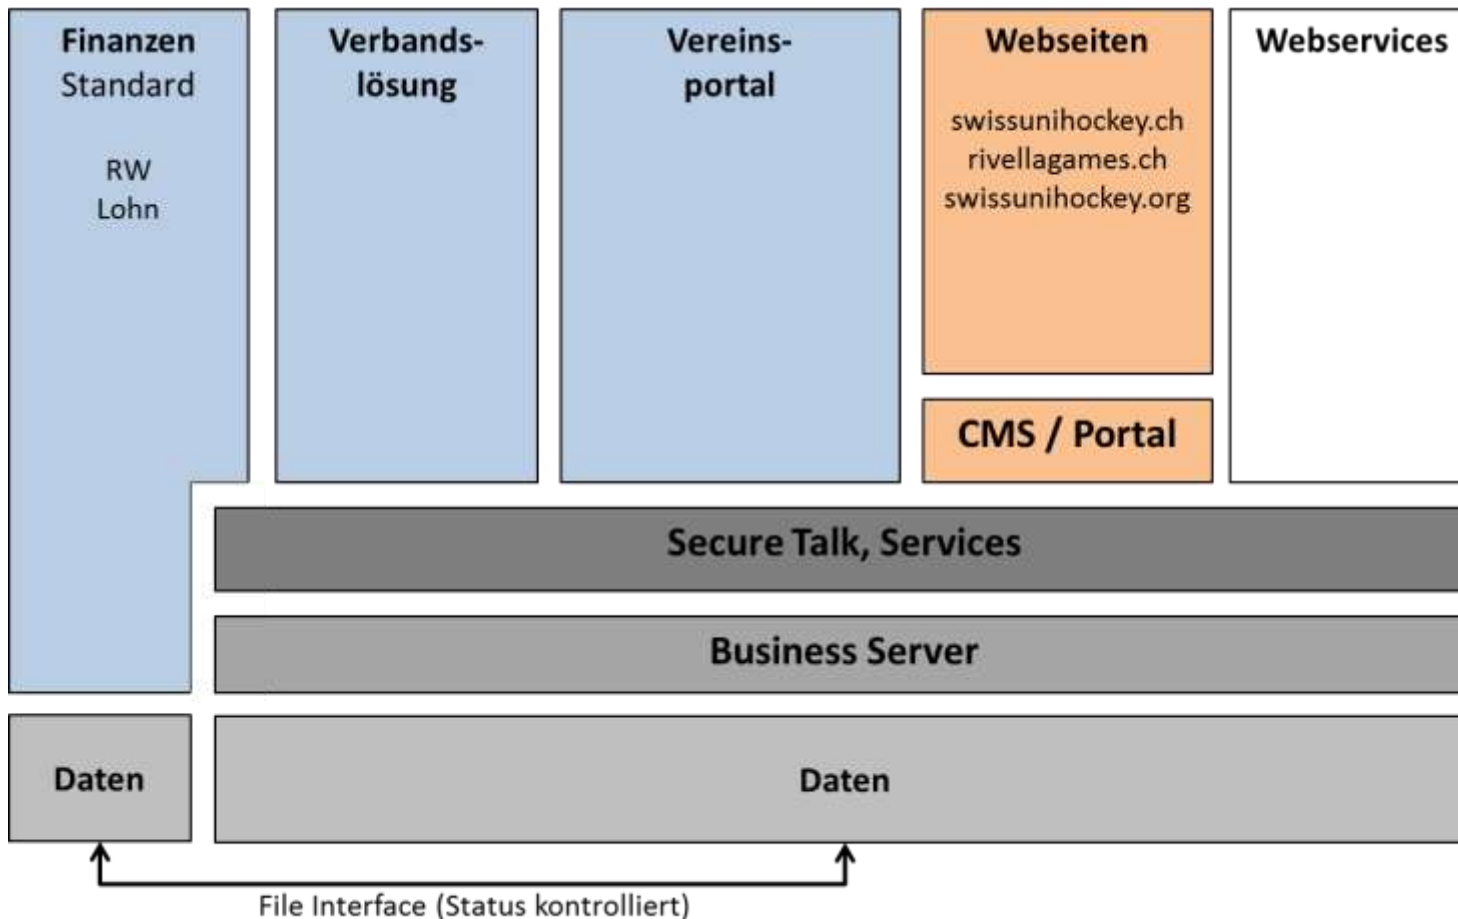 Finanzen
Standard
RW
Lohn
Verbands-
lösung
Vereins-
portal
Webseiten
swissunihockey.ch
rivellagames.ch
swissunihockey.org
CMS / Portal
Webservices
Secure Talk, Services
Business Server
Daten
Daten
File Interface (Status kontrolliert)